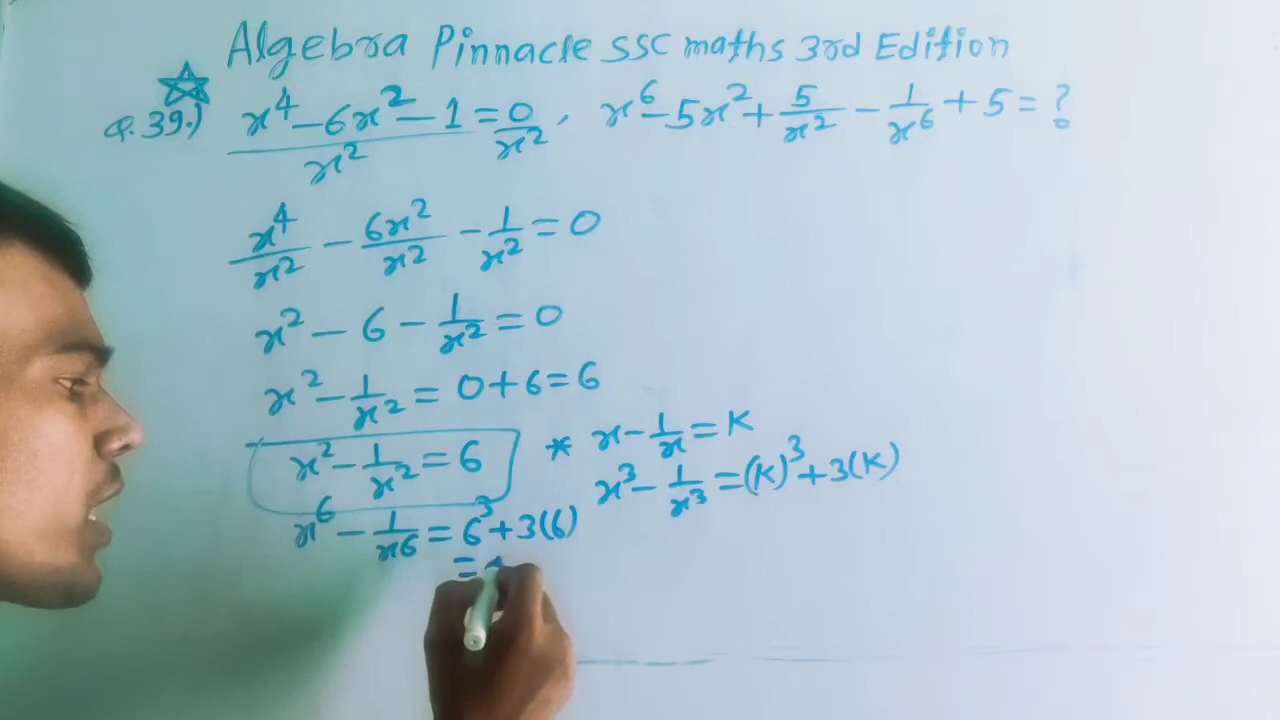 Algebra Pinnacle SSC maths 3rd Edition
Q.39.) x⁴ - 6x² - 1 / x² = 0 / x² , x⁶ - 5x² + 5/x² - 1/x⁶ + 5 = ?
x⁴/x² - 6x²/x² - 1/x² = 0
x² - 6 - 1/x² = 0
x² - 1/x² = 0 + 6 = 6
x² - 1/x² = 6
* x - 1/x = K
x³ - 1/x³ = (K)³ + 3(K)
x⁶ - 1/x6 = 6³ + 3(6)
=